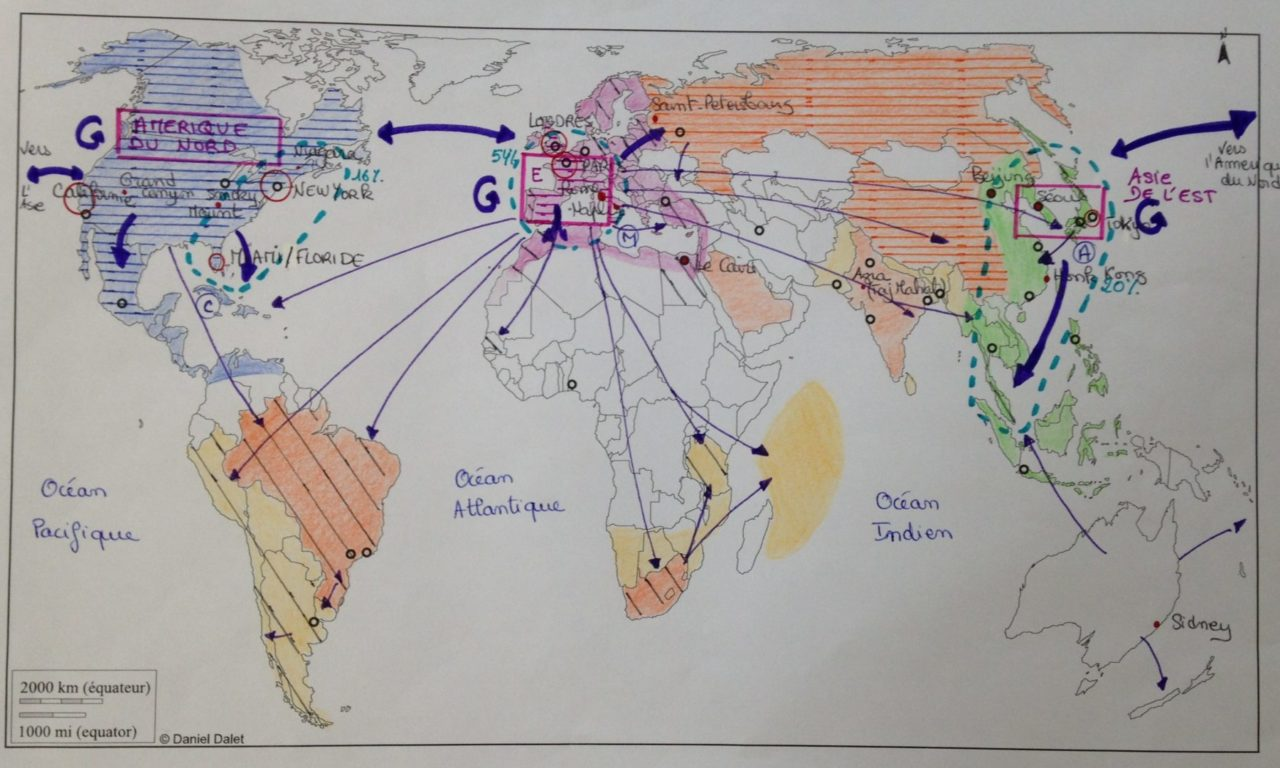 G
AMERIQUE
DU NORD
vers
l'
Asie
Californie
Grand
canyon
Mount
Niagara
16%
NEW YORK
MIAMI/FLORIDE
C
LONDRES
54%
E
PARIS
Rome
G
M
Saint-Petersbourg
Le Caire
Agra
(Taj Mahal)
Beijing
Séoul
Tokyo
A
Hong Kong
20%
ASIE
DE L'EST
G
vers
l'Amérique
du Nord
Océan
Pacifique
Océan
Atlantique
Océan
Indien
Sidney
2000 km (équateur)
1000 mi (equator)
© Daniel Dalet